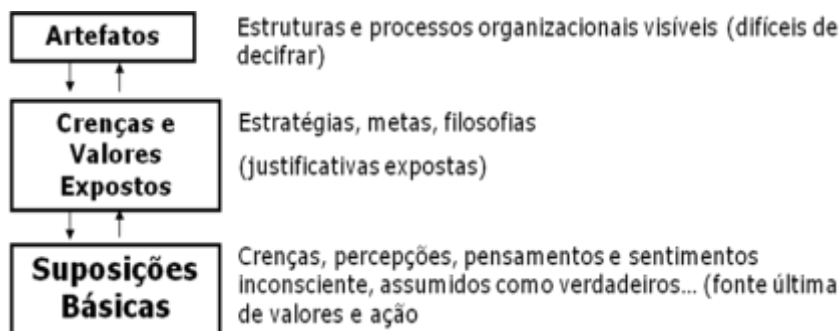 Artefatos
Estruturas e processos organizacionais visíveis (difíceis de
decifrar)
Crenças e
Valores
Expostos
Estratégias, metas, filosofias
(justificativas expostas)
Suposições
Básicas
Crenças, percepções, pensamentos e sentimentos
inconsciente, assumidos como verdadeiros... (fonte última
de valores e ação